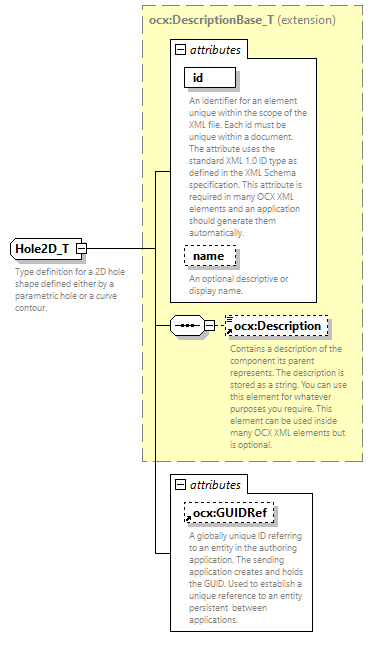 ocx:DescriptionBase_T (extension)
attributes
id
An identifier for an element
unique within the scope of the
XML file. Each id must be
unique within a document.
The attribute uses the
standard XML 1.0 ID type as
defined in the XML Schema
specification. This attribute is
required in many OCX XML
elements and an application
should generate them
automatically.
name
An optional descriptive or
display name.
Hole2D_T
Type definition for a 2D hole
shape defined either by a
parametric hole or a curve
contour.
ocx:Description
Contains a description of the
component its parent
represents. The description is
stored as a string. You can use
this element for whatever
purposes you require. This
element can be used inside
many OCX XML elements but
is optional.
attributes
ocx:GUIDRef
A globally unique ID referring
to an entity in the authoring
application. The sending
application creates and holds
the GUID. Used to establish a
unique reference to an entity
persistent between
applications.